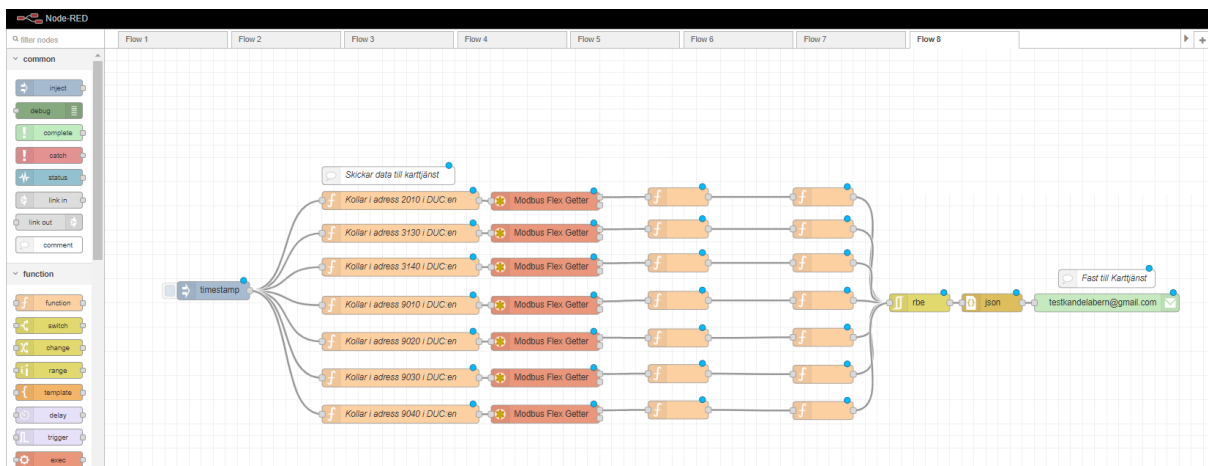 Node-RED
filter nodes
Flow 1
Flow 2
Flow 3
Flow 4
Flow 5
Flow 6
Flow 7
Flow 8
common
inject
debug
complete
catch
status
link in
link out
comment
function
function
switch
change
range
template
delay
trigger
exec
timestamp
Skickar data till karttjänst
Kollar i adress 2010 i DUC:en
Modbus Flex Getter
Kollar i adress 3130 i DUC:en
Modbus Flex Getter
Kollar i adress 3140 i DUC:en
Modbus Flex Getter
Kollar i adress 9010 i DUC:en
Modbus Flex Getter
Kollar i adress 9020 i DUC:en
Modbus Flex Getter
Kollar i edress 9030 i DUC:en
Modbus Flex Getter
Kollar i adress 9040 i DUC:en
Modbus Flex Getter
rbe
json
Fast till Karttjänst
testkandelabern@gmail.com